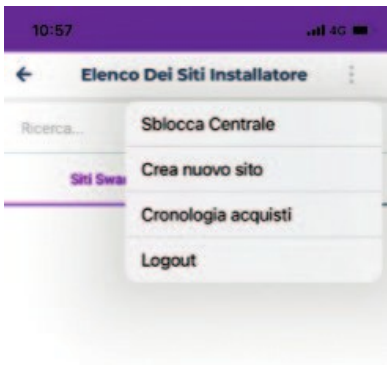 10:57 4G
Elenco Dei Siti Installatore
Ricerca...
Sblocca Centrale
Siti Swa
Crea nuovo sito
Cronologia acquisti
Logout